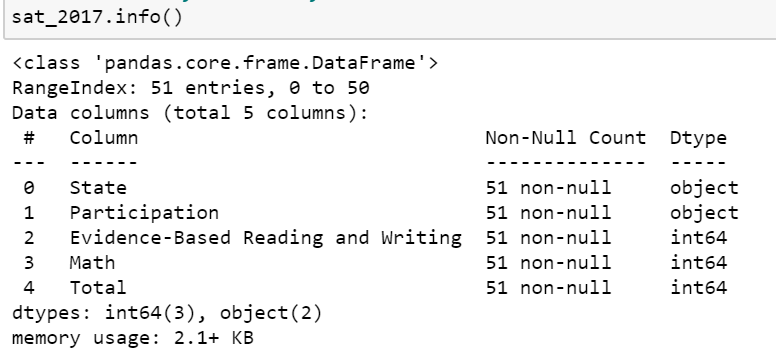 sat_2017.info()
<class 'pandas.core.frame.DataFrame'>
RangeIndex: 51 entries, 0 to 50
Data columns (total 5 columns):
 #   Column                              Non-Null Count  Dtype
---  ------                              --------------  -----
 0   State                               51 non-null     object
 1   Participation                       51 non-null     object
 2   Evidence-Based Reading and Writing  51 non-null     int64
 3   Math                                51 non-null     int64
 4   Total                               51 non-null     int64
dtypes: int64(3), object(2)
memory usage: 2.1+ KB